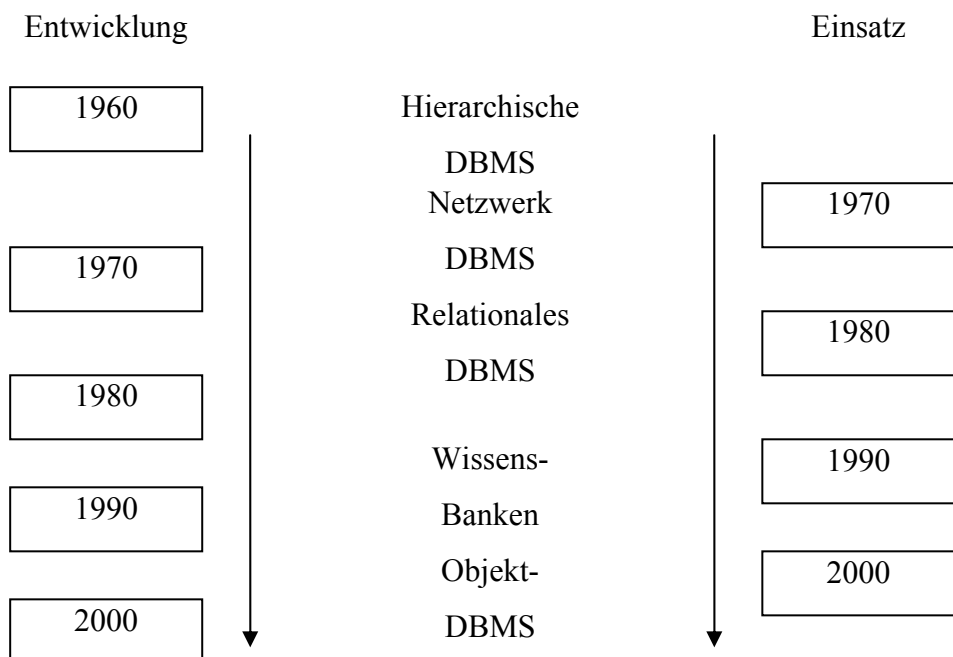 Entwicklung
Einsatz
1960
Hierarchische
DBMS
Netzwerk
1970
DBMS
1970
Relationales
1980
DBMS
1980
Wissens-
1990
Banken
1990
Objekt-
2000
DBMS
2000